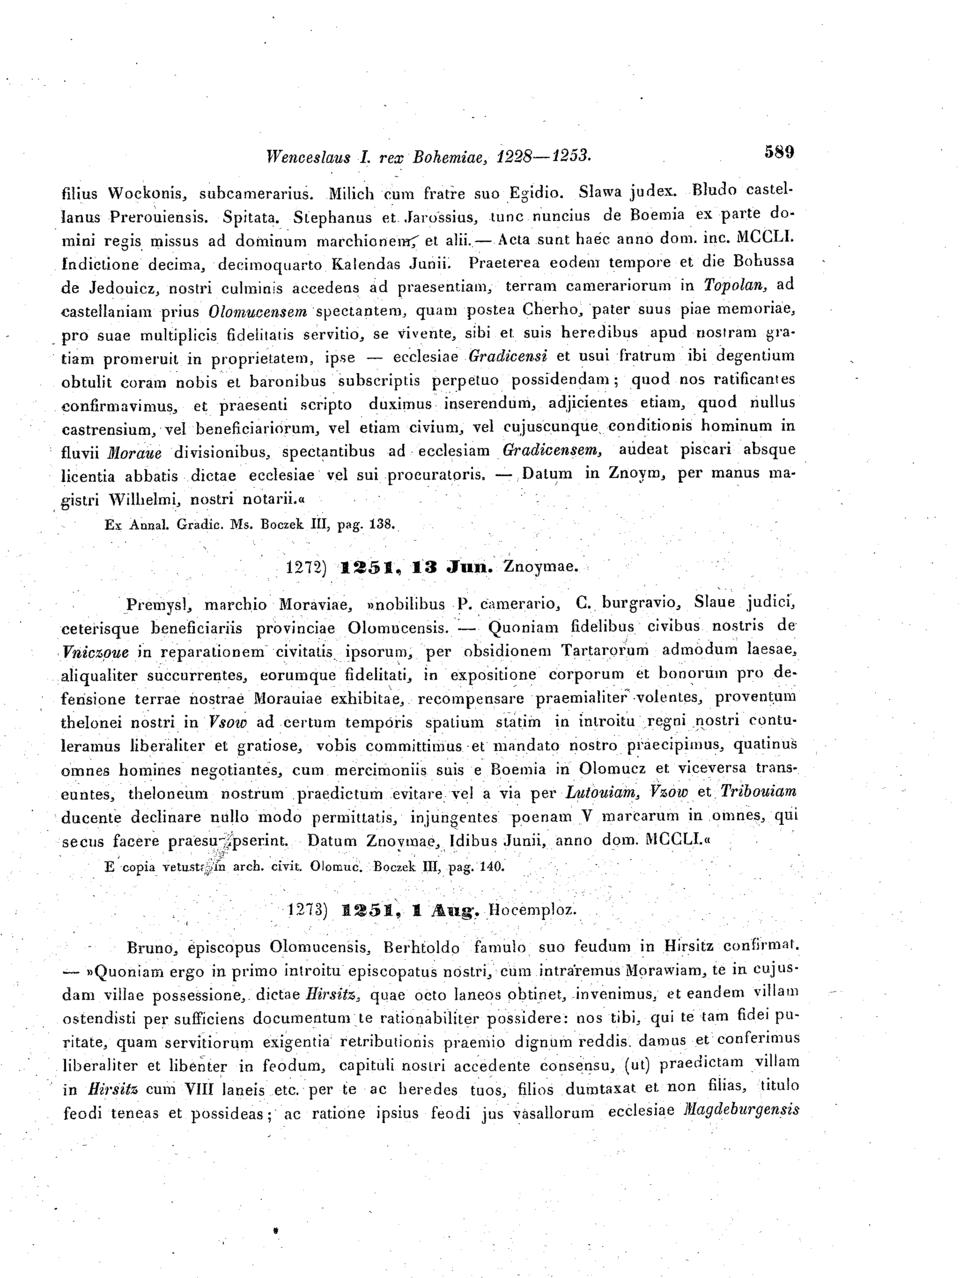 Wenceslaus I. rex Bohemiae, 1228—1253. 589
filius Wockonis, subcamerarius. Milich cum fratre suo Egidio. Slawa judex. Bludo castel-
lanus Prerouiensis. Spitata. Stephanus et Jarossius, tunc nuncius de Boemia ex parte do-
mini regis missus ad dominum marchionem, et alii. — Acta sunt haec anno dom. inc. MCCLI.
Indictione decima, decimoquarto Kalendas Junii. Praeterea eodem tempore et die Bohussa
de Jedouicz, nostri culminis accedens ad praesentiam, terram camerariorum in Topolan, ad
castellaniam prius Olomucensem spectantem, quam postea Cherho, pater suus piae memoriae,
pro suae multiplicis fidelitatis servitio, se vivente, sibi et suis heredibus apud nostram gra-
tiam promeruit in proprietatem, ipse — ecclesiae Gradicensi et usui fratrum ibi degentium
obtulit coram nobis et baronibus subscriptis perpetuo possidendam; quod nos ratificantes
confirmavimus, et praesenti scripto duximus inserendum, adjicientes etiam, quod nullus
castrensium, vel beneficiariorum, vel etiam civium, vel cujuscunque conditionis hominum in
fluvii Moraue divisionibus, spectantibus ad ecclesiam Gradicensem, audeat piscari absque
licentia abbatis dictae ecclesiae vel sui procuratoris. — Datum in Znoym, per manus ma-
gistri Wilhelmi, nostri notarii.«
Ex Annal. Gradic. Ms. Boczek III, pag. 138.
1272) 1251, 13 Jun. Znoymae.
Premysl, marchio Moraviae, »nobilibus P. camerario, C. burgravio, Slaue judici,
ceterisque beneficiariis provinciae Olomucensis. — Quoniam fidelibus civibus nostris de
Vniczoue in reparationem civitatis ipsorum, per obsidionem Tartarorum admodum laesae,
aliqualiter succurrentes, eorumque fidelitati, in expositione corporum et bonorum pro de-
fensione terrae nostrae Morauiae exhibitae, recompensare praemialiter volentes, proventum
thelonei nostri in Vsow ad certum temporis spatium statim in introitu regni nostri contu-
leramus liberaliter et gratiose, vobis committimus et mandato nostro praecipimus, quatinus
omnes homines negotiantes, cum mercimoniis suis e Boemia in Olomucz et viceversa trans-
euntes, theloneum nostrum praedictum evitare vel a via per Lutouiam, Vzow et Tribouiam
ducente declinare nullo modo permittatis, injungentes poenam V marcarum in omnes, qui
secus facere praesu- pserint. Datum Znoymae, Idibus Junii, anno dom. MCCLI.«
E copia in arch. civit. Olomuc. Boczek III, pag. 140.
1273) 1251, 1 Aug. Hocemploz.
Bruno, episcopus Olomucensis, Berhtoldo famulo suo feudum in Hirsitz confirmat.
— »Quoniam ergo in primo introitu episcopatus nostri, cum intraremus Morawiam, te in cujus-
dam villae possessione, dictae Hirsitz, quae octo laneos obtinet, invenimus, et eandem villam
ostendisti per sufficiens documentum te rationabiliter possidere: nos tibi, qui te tam fidei pu-
ritate, quam servitiorum exigentia retributionis praemio dignum reddis, damus et conferimus
liberaliter et libenter in feodum, capituli nostri accedente consensu, (ut) praedictam villam
in Hirsitz cum VIII laneis etc. per te ac heredes tuos, filios dumtaxat et non filias, titulo
feodi teneas et possideas; ac ratione ipsius feodi jus vasallorum ecclesiae Magdeburgensis